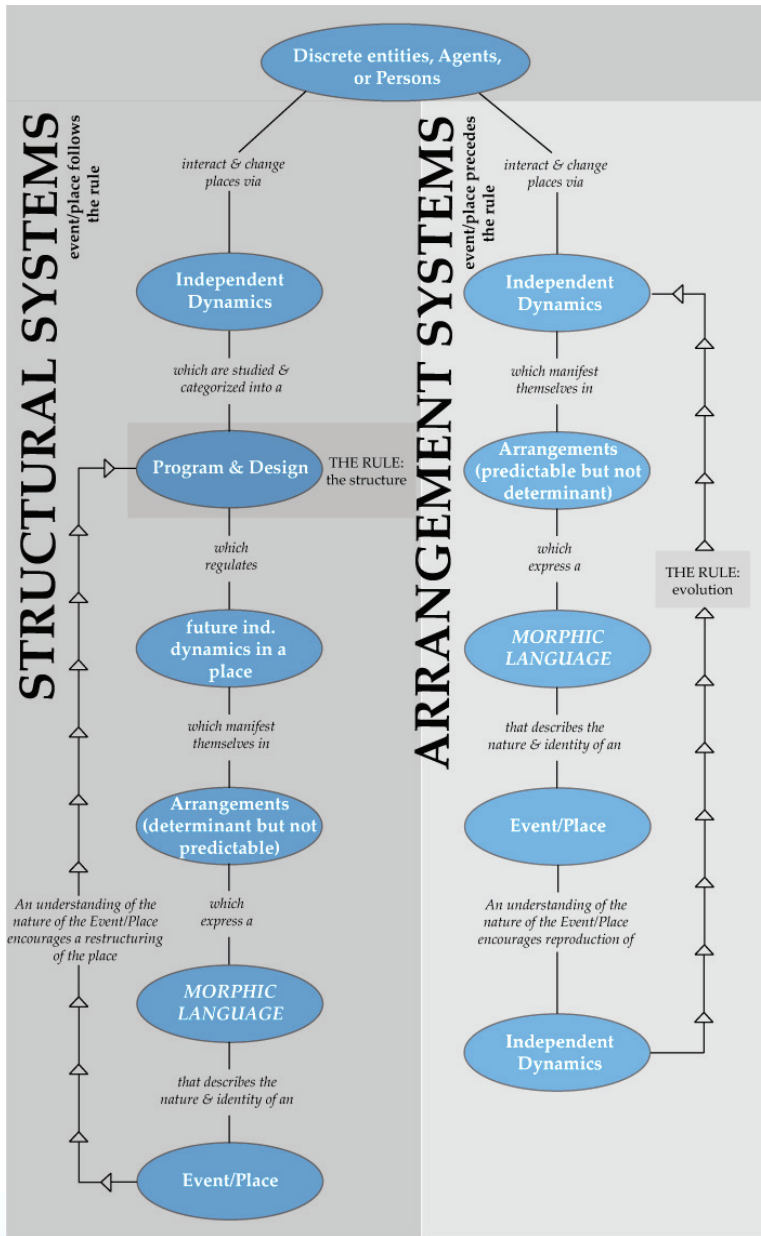 Discrete entities, Agents,
or Persons
STRUCTURAL SYSTEMS
event/place follows
the rule
interact & change
places via
Independent
Dynamics
which are studied &
categorized into a
Program & Design
THE RULE:
the structure
which
regulates
future ind.
dynamics in a
place
which manifest
themselves in
Arrangements
(determinant but not
predictable)
which
express a
An understanding of the
nature of the Event/Place
encourages a restructuring
of the place
MORPHIC
LANGUAGE
that describes the
nature & identity of an
Event/Place
ARRANGEMENT SYSTEMS
event/place precedes
the rule
interact & change
places via
Independent
Dynamics
which manifest
themselves in
Arrangements
(predictable but not
determinant)
which
express a
THE RULE:
evolution
MORPHIC
LANGUAGE
that describes the
nature & identity of an
Event/Place
An understanding of the
nature of the Event/Place
encourages reproduction of
Independent
Dynamics